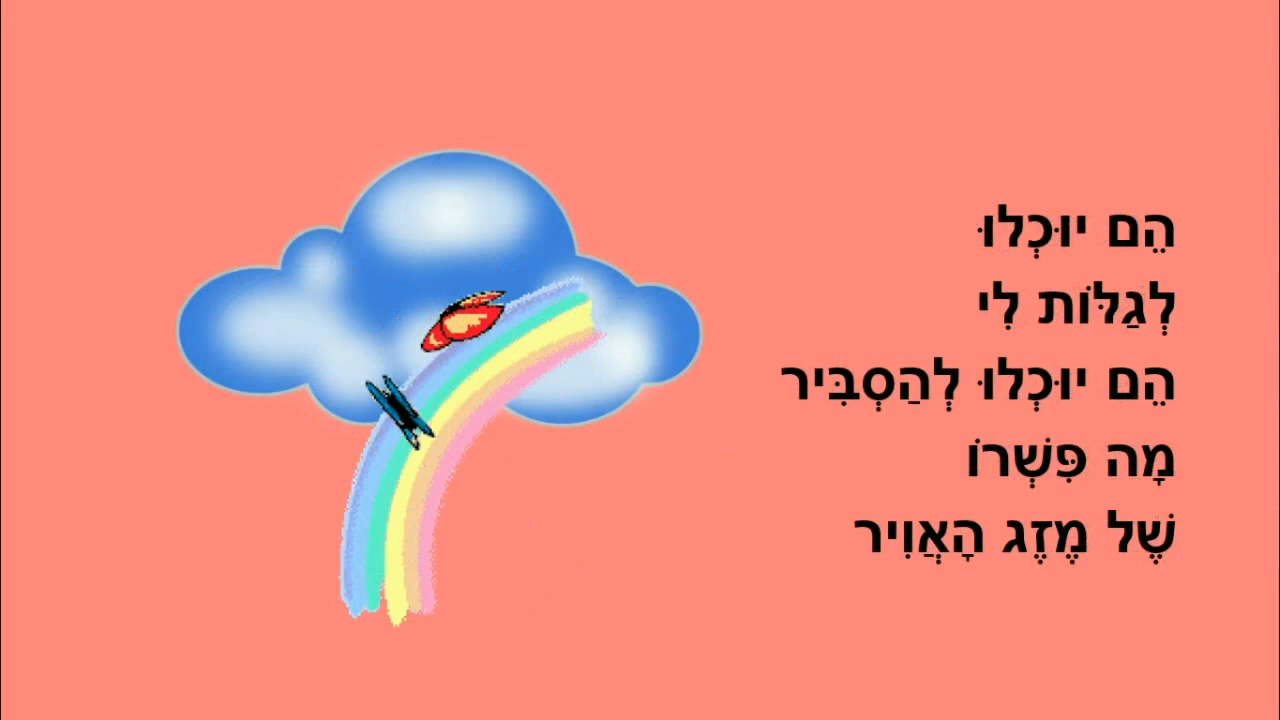 הֵם יוּכְלוּ
לְגַלּוֹת לִי
הֵם יוּכְלוּ לְהַסְבִּיר
מָה פִּשְׁרוֹ
שֶׁל מֶזֶג הָאֲוִיר